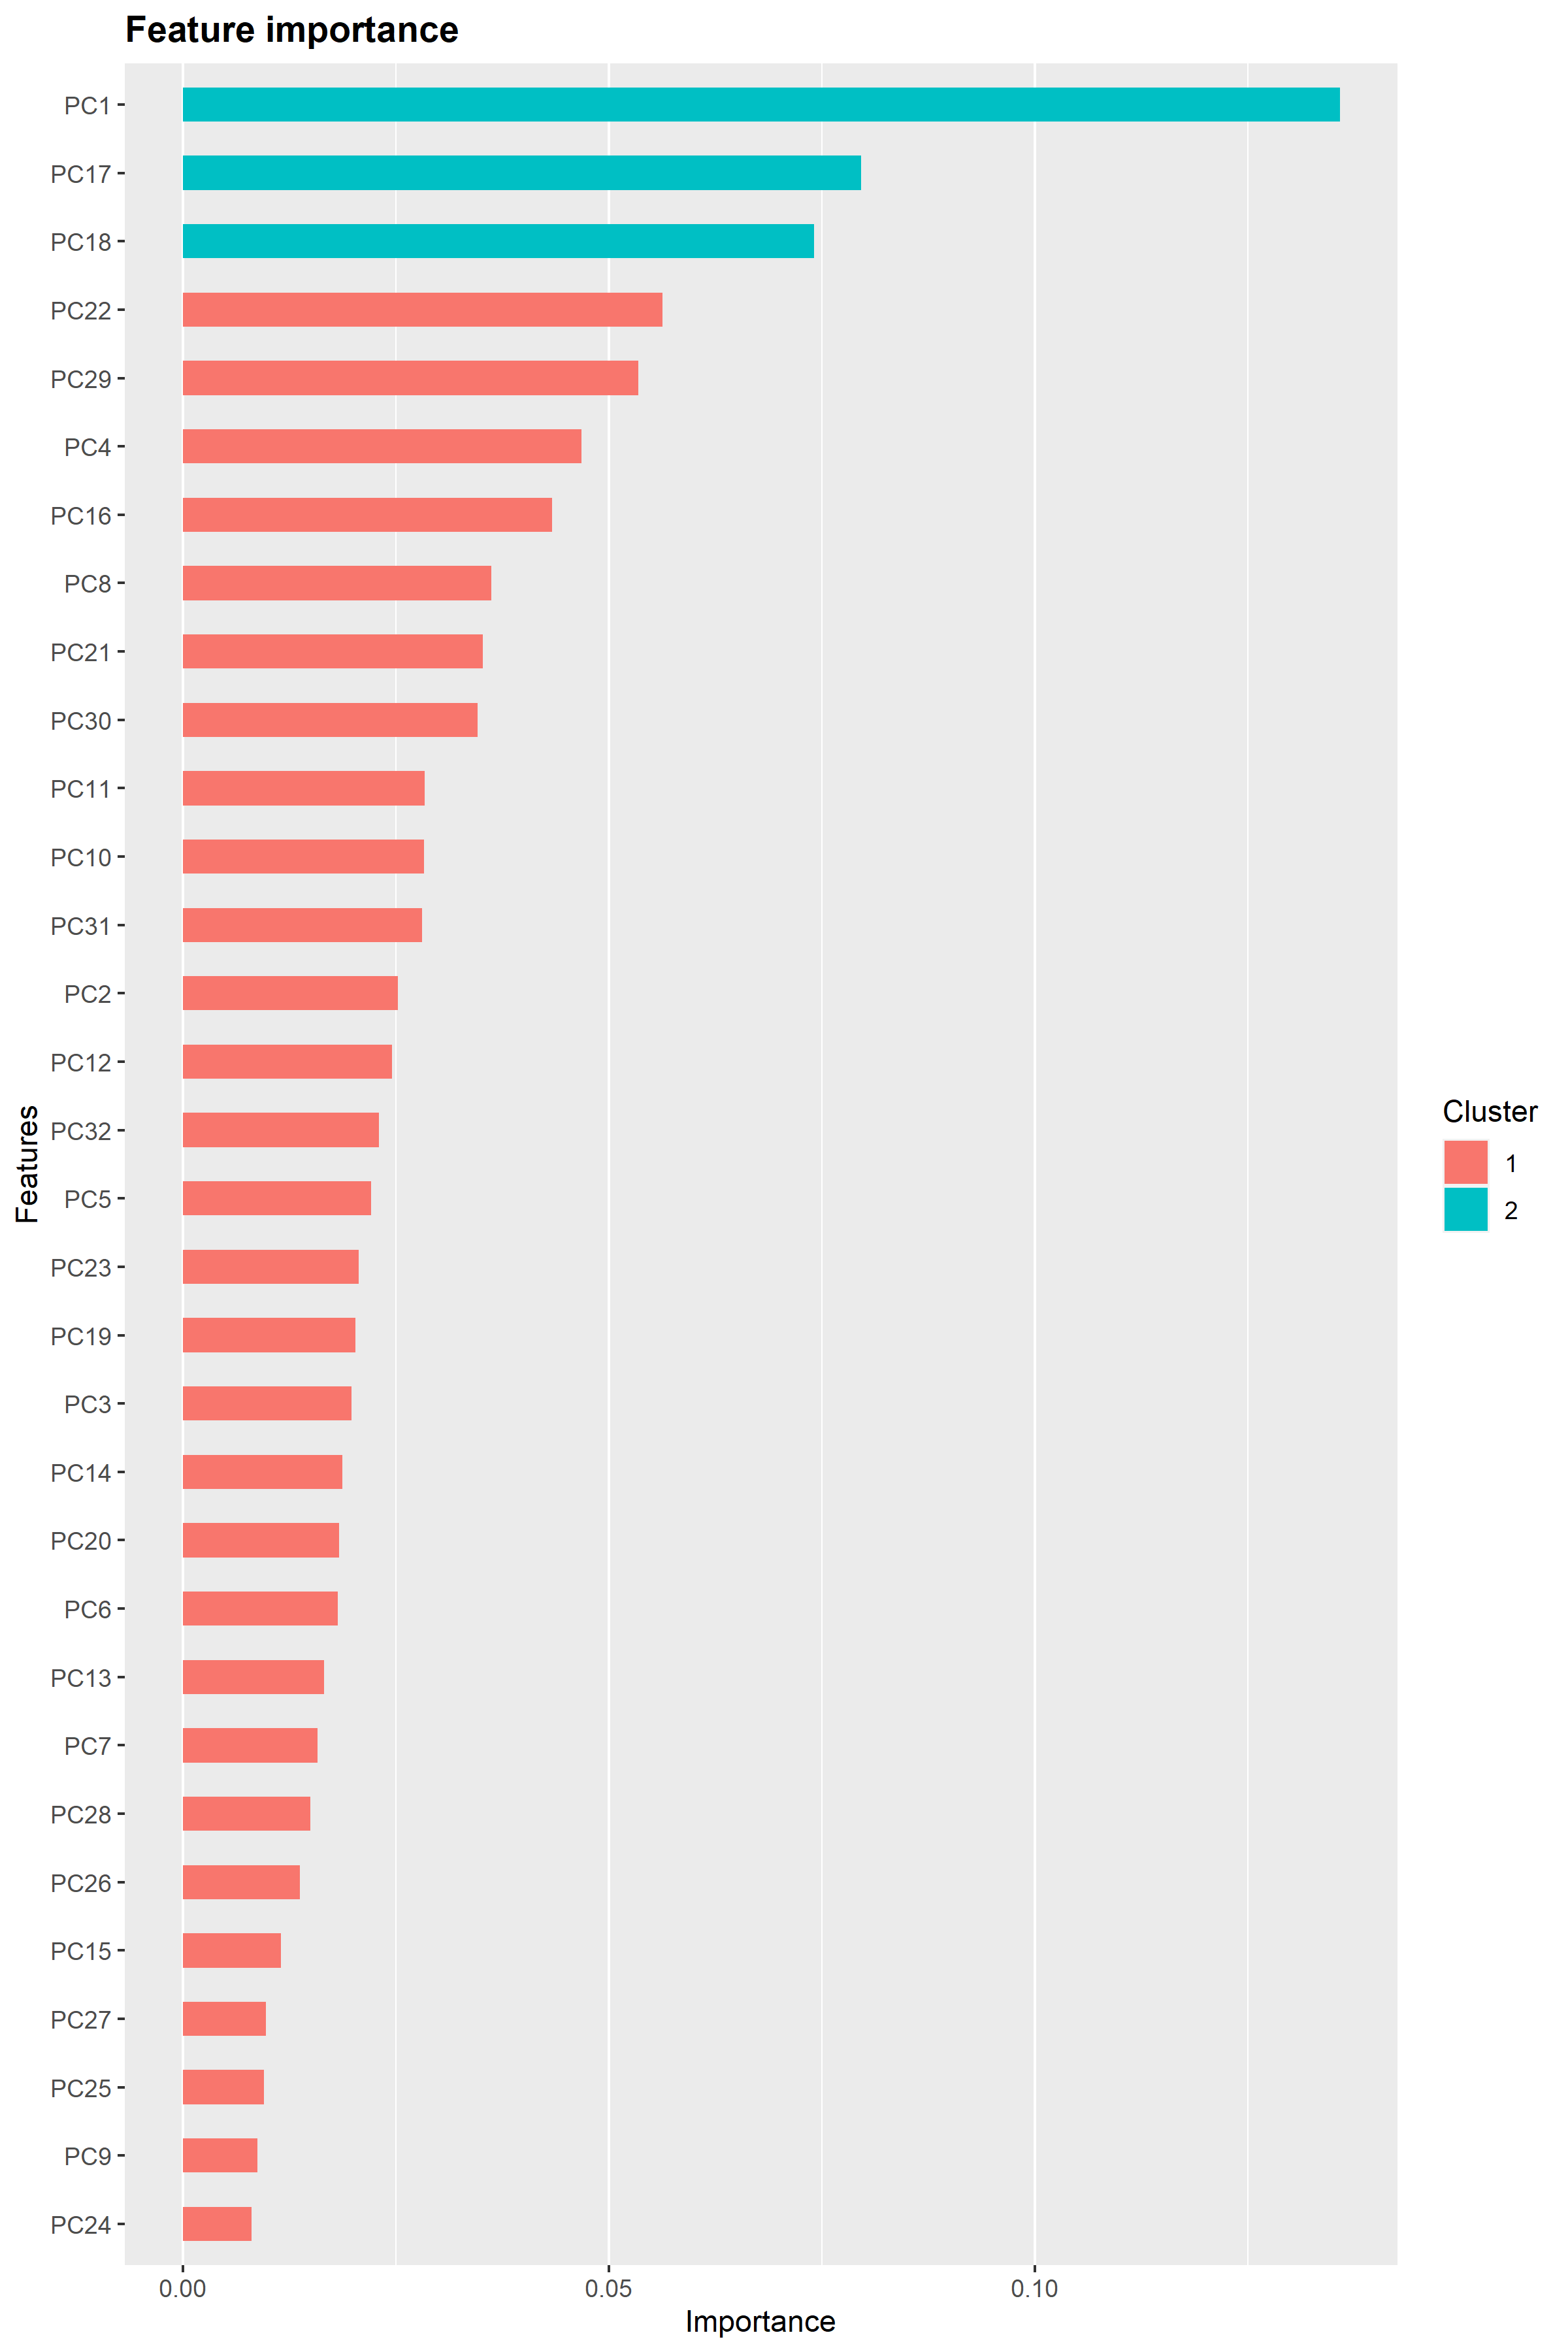 Feature importance
PC1
PC17
PC18
PC22
PC29
PC4
PC16
PC8
PC21
PC30
PC11
PC10
PC31
PC2
PC12
PC32
PC5
PC23
PC19
PC3
PC14
PC20
PC6
PC13
PC7
PC28
PC26
PC15
PC27
PC25
PC9
PC24
Features
0.00 0.05 0.10
Importance
Cluster
1
2